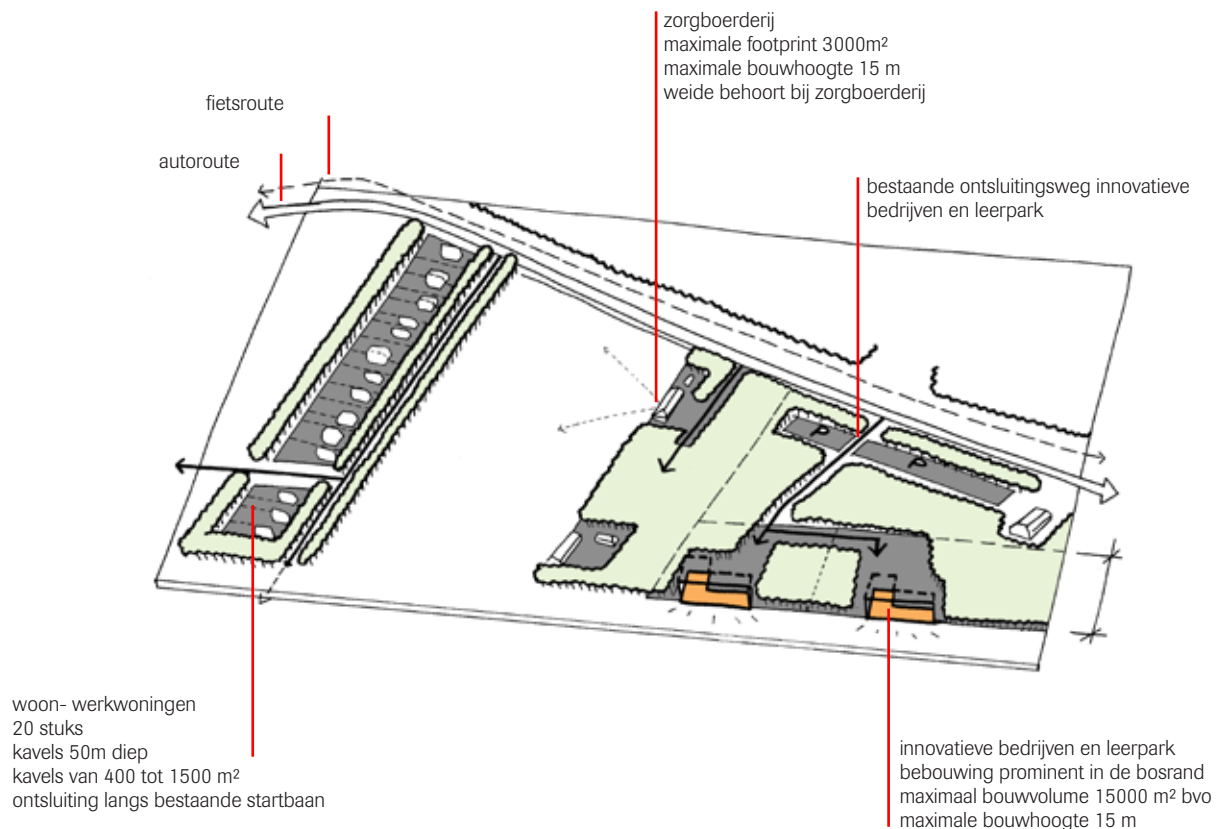 zorgboerderij
maximale footprint 3000m²
maximale bouwhoogte 15 m
weide behoort bij zorgboerderij
fietsroute
autoroute
bestaande ontsluitingsweg innovatieve
bedrijven en leerpark
P
P
woon- werkwoningen
20 stuks
kavels 50m diep
kavels van 400 tot 1500 m²
ontsluiting langs bestaande startbaan
innovatieve bedrijven en leerpark
bebouwing prominent in de bosrand
maximaal bouwvolume 15000 m² bvo
maximale bouwhoogte 15 m